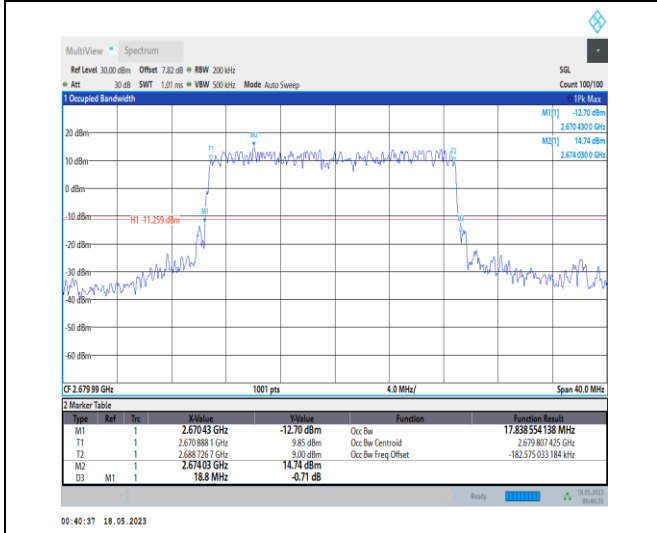 MultiView Spectrum
Ref Level 30.00 dBm Offset 7.82 dB RBW 200 kHz SGL
Att 30 dB SWT 1.01 ms VBW 500 kHz Mode Auto Sweep Count 100/100
1 Occupied Bandwidth 1Pk Max
M1[1] -12.70 dBm
2.670 430 0 GHz
M2[1] 14.74 dBm
2.674 030 0 GHz
20 dBm
M2
T1 T2
10 dBm
0 dBm
M1
-10 dBm
H1 -11.259 dBm
-20 dBm
-30 dBm
-40 dBm
-50 dBm
-60 dBm
CF 2.679 99 GHz 1001 pts 4.0 MHz/ Span 40.0 MHz
2 Marker Table
Type Ref Trc X-Value Y-Value Function Function Result
M1 1 2.67043 GHz -12.70 dBm Occ Bw 17.838 554 138 MHz
T1 1 2.670 888 1 GHz 9.85 dBm Occ Bw Centroid 2.679 807 425 GHz
T2 1 2.688 726 7 GHz 9.00 dBm Occ Bw Freq Offset -182.575 033 184 kHz
M2 1 2.67403 GHz 14.74 dBm
D3 M1 1 18.8 MHz -0.71 dB
Ready 18.05.2023
00:40:36
00:40:37 18.05.2023